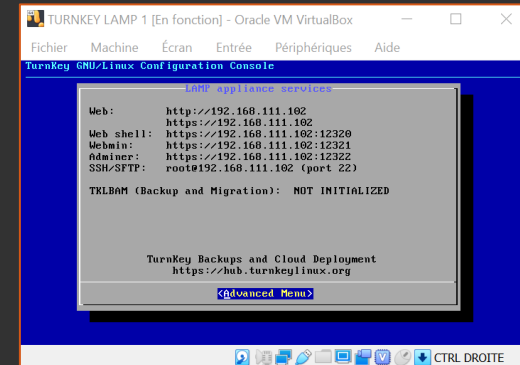 TURNKEY LAMP 1 [En fonction] - Oracle VM VirtualBox
Fichier Machine Écran Entrée Périphériques Aide
TurnKey GNU/Linux Configuration Console
LAMP appliance services
Web: http://192.168.111.102
https://192.168.111.102
Web shell: https://192.168.111.102:12320
Webmin: https://192.168.111.102:12321
Adminer: https://192.168.111.102:12322
SSH/SFTP: root@192.168.111.102 (port 22)
TKLBAM (Backup and Migration): NOT INITIALIZED
TurnKey Backups and Cloud Deployment
https://hub.turnkeylinux.org
<Advanced Menu>
CTRL DROITE